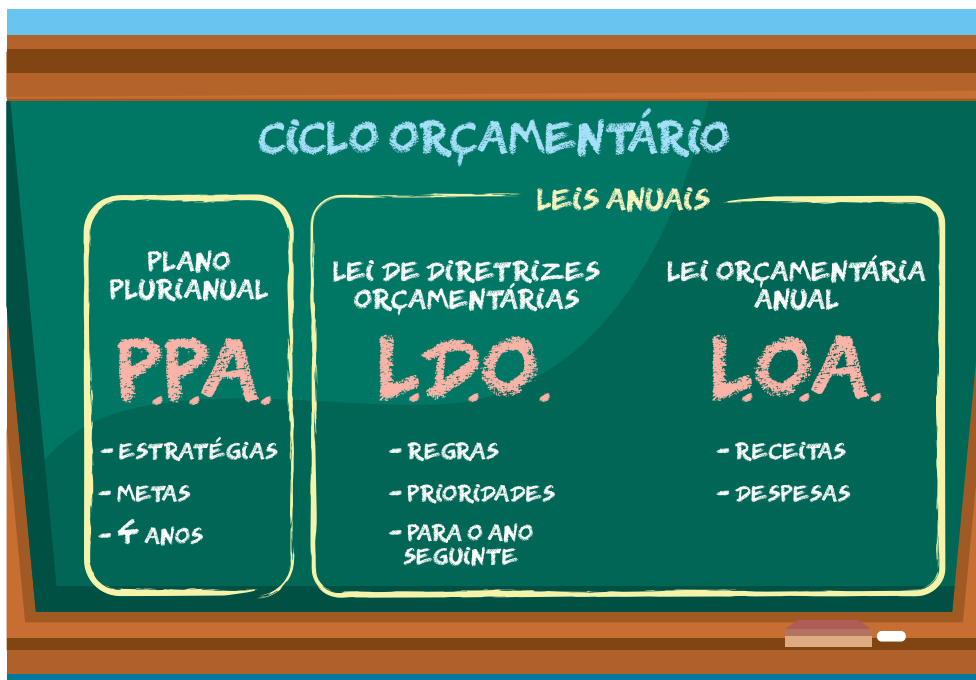 CICLO ORÇAMENTÁRIO
PLANO
PLURIANUAL
P.P.A.
- ESTRATÉGIAS
- METAS
- 4 ANOS
LEIS ANUAIS
LEI DE DIRETRIZES
ORÇAMENTÁRIAS
L.D.O.
- REGRAS
- PRIORIDADES
- PARA O ANO
SEGUINTE
LEI ORÇAMENTÁRIA
ANUAL
L.O.A.
- RECEITAS
- DESPESAS